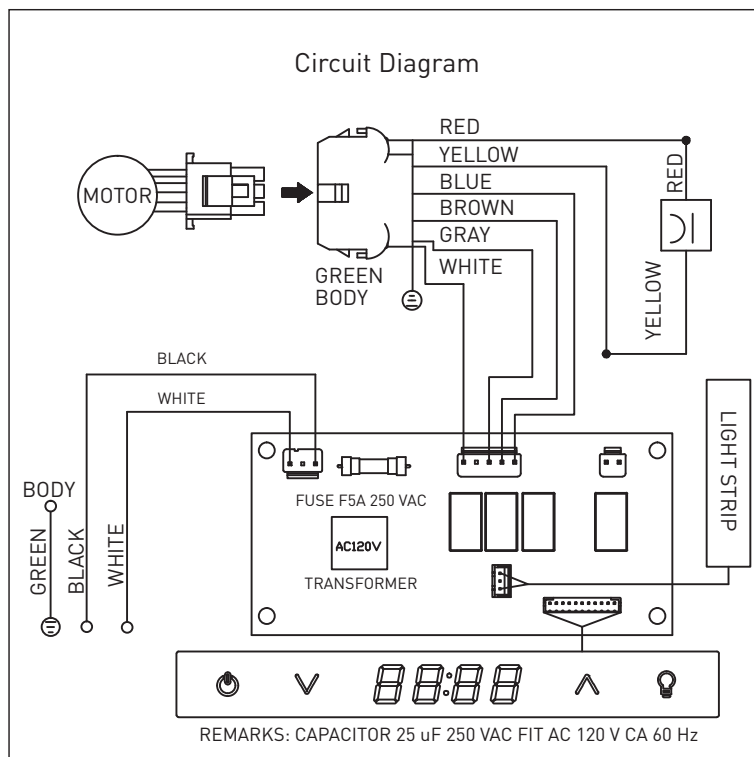 Circuit Diagram
MOTOR
RED
YELLOW
BLUE
BROWN
GRAY
WHITE
GREEN
BODY
RED
YELLOW
BLACK
WHITE
FUSE F5A 250 VAC
AC120V
TRANSFORMER
LIGHT STRIP
BODY
GREEN
BLACK
WHITE
88:88
REMARKS: CAPACITOR 25 uF 250 VAC FIT AC 120 V CA 60 Hz